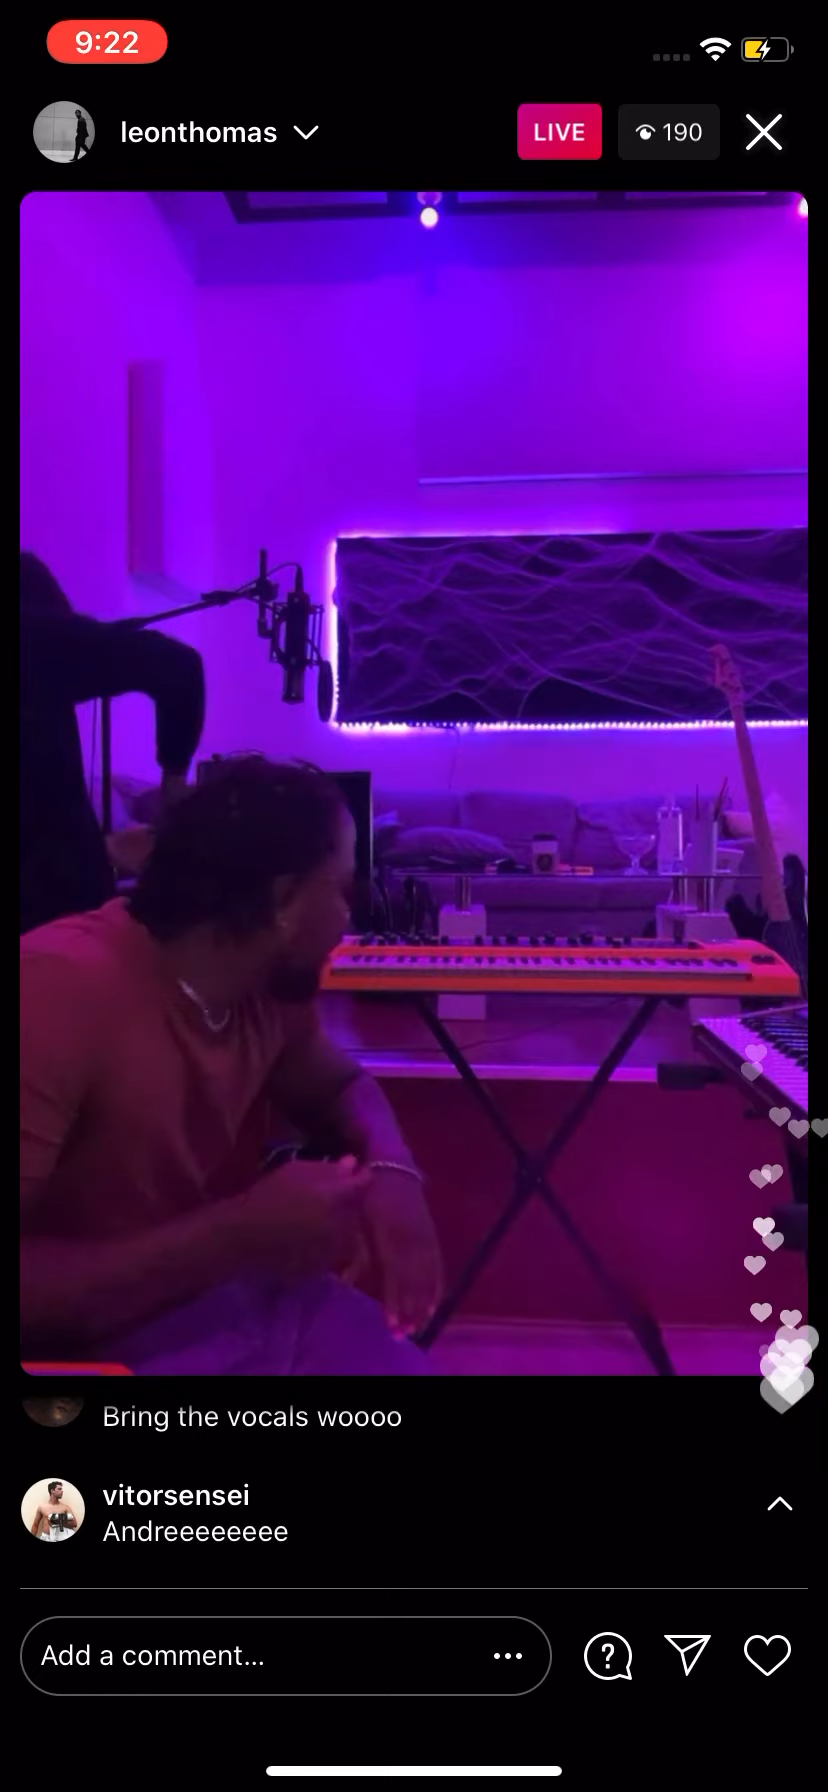 9:22
leonthomas
LIVE
190
Bring the vocals woooo
vitorsensei
Andreeeeeeee
Add a comment...